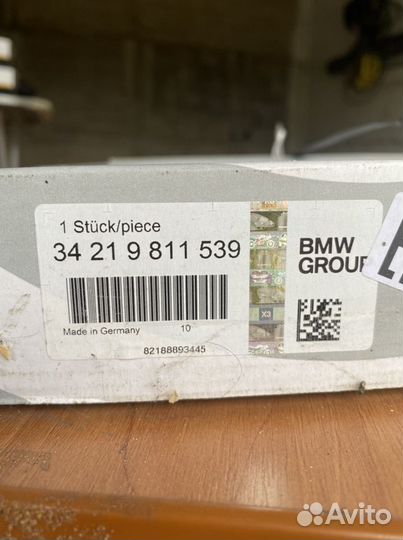 1 Stück/piece
34 21 9 811 539
BMW
GROUP
X3
Made in Germany 10
82188893445
Avito